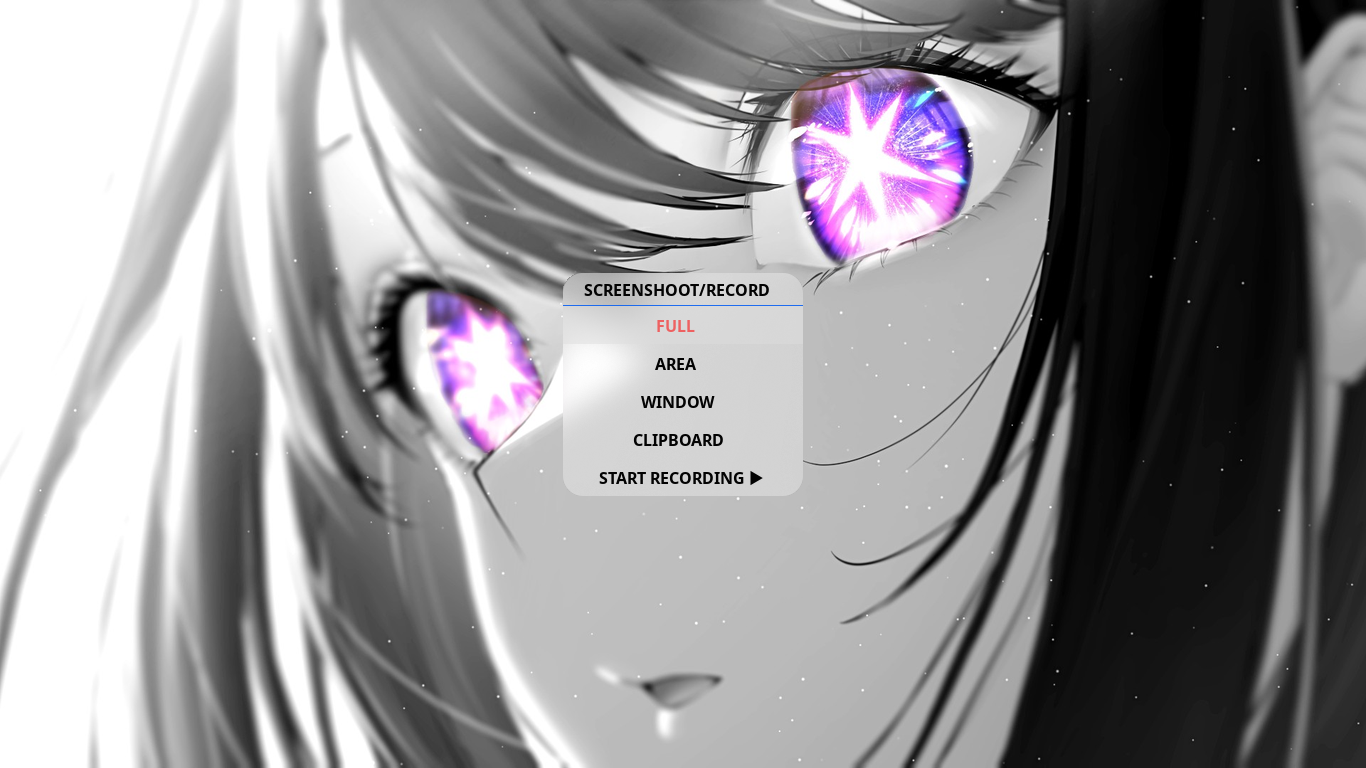 SCREENSHOOT/RECORD
FULL
AREA
WINDOW
CLIPBOARD
START RECORDING ▶